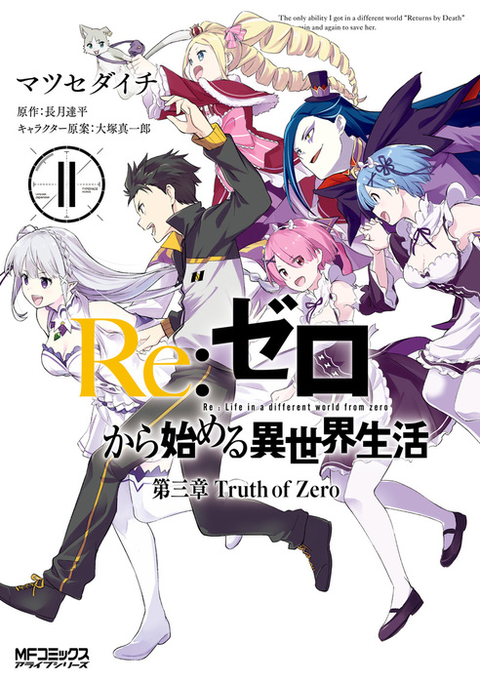 The only ability I got in a different world "Returns by Death"
again and again to save her.
マツセダイチ
原作:長月達平
キャラクター原案:大塚真一郎
11
Re:ゼロ
Re : Life in a different world from zero
から始める異世界生活
第三章 Truth of Zero
MFコミックス
アライブシリーズ